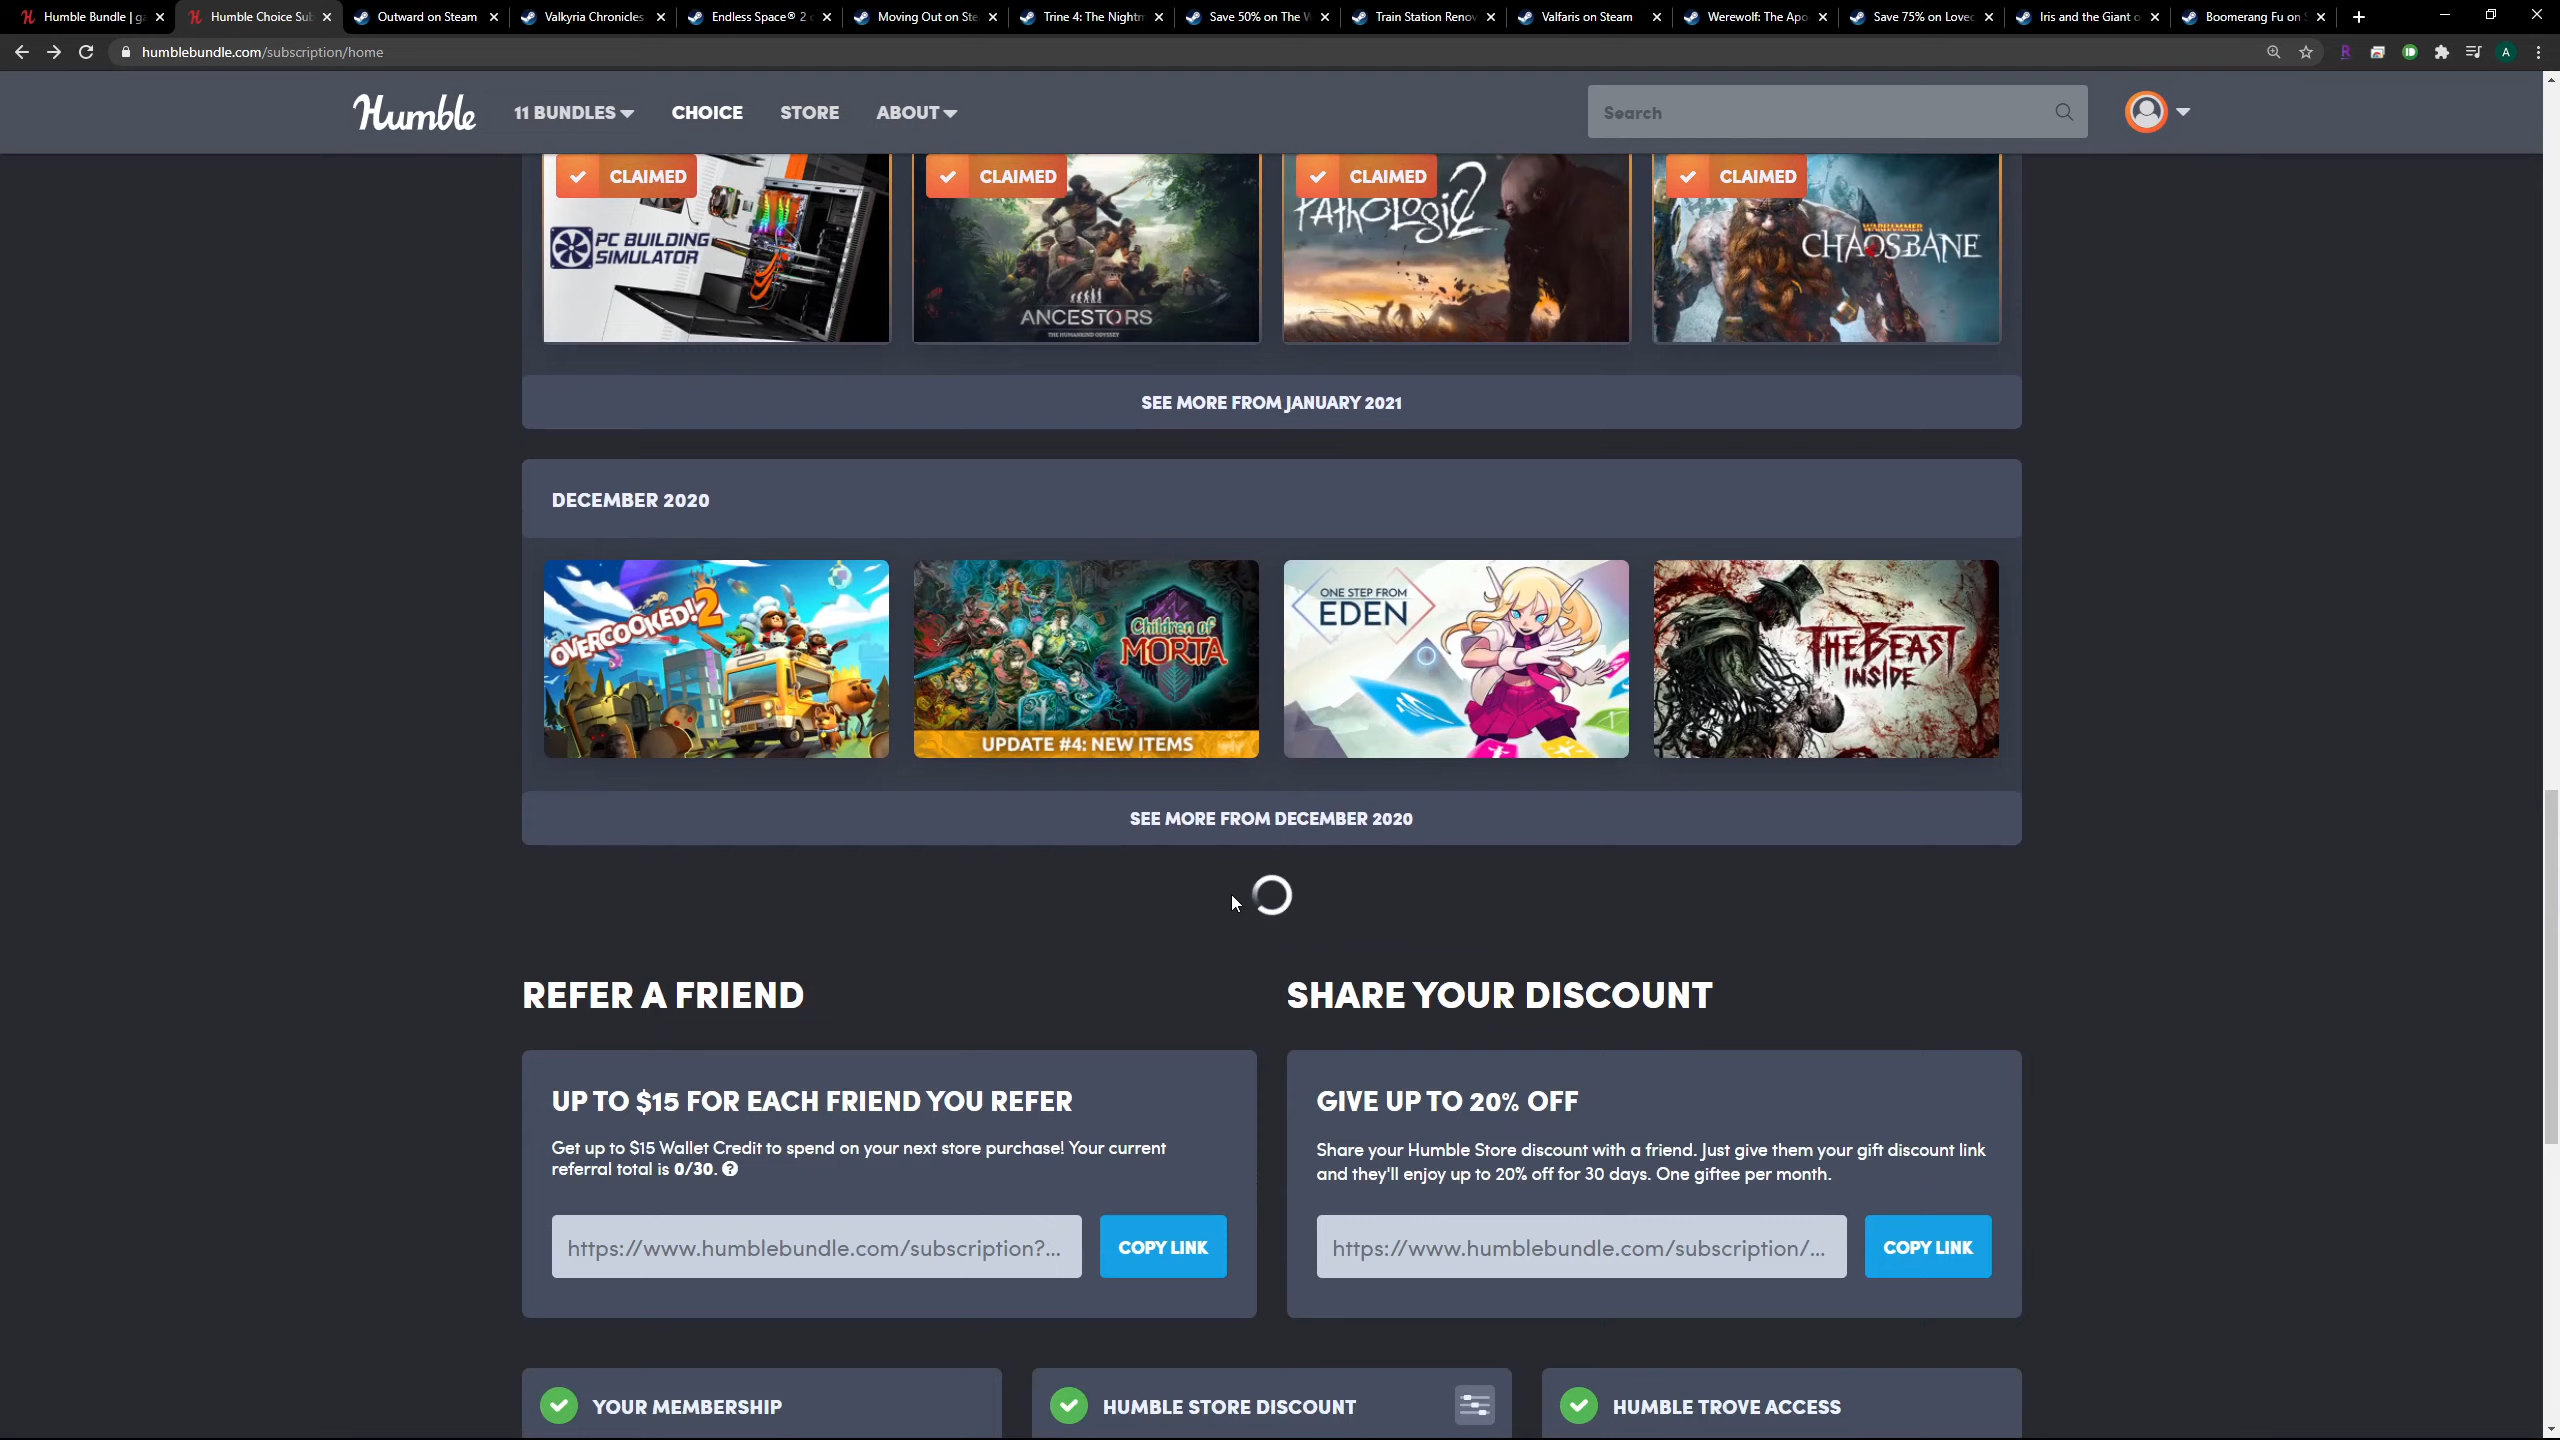 Humble Bundle | ga
Humble Choice Sub
Outward on Steam
Valkyria Chronicles
Endless Space® 2 o
Moving Out on Ste
Trine 4: The Nightm
Save 50% on The W
Train Station Renov
Valfaris on Steam
Werewolf: The Apo
Save 75% on Lovec
Iris and the Giant o
Boomerang Fu on S
humblebundle.com/subscription/home
A
Humble
11 BUNDLES
CHOICE
STORE
ABOUT
Search
CLAIMED
CLAIMED
CLAIMED
CLAIMED
PC BUILDING
SIMULATOR
ANCESTORS
THE HUMANKIND ODYSSEY
PATHOLOGIC 2
WARHAMMER
CHAOSBANE
SEE MORE FROM JANUARY 2021
DECEMBER 2020
OVERCOOKED! 2
Children of
MORTA
UPDATE #4: NEW ITEMS
ONE STEP FROM
EDEN
THE BEAST
INSIDE
SEE MORE FROM DECEMBER 2020
REFER A FRIEND
SHARE YOUR DISCOUNT
UP TO $15 FOR EACH FRIEND YOU REFER
Get up to $15 Wallet Credit to spend on your next store purchase! Your current
referral total is 0/30. ?
https://www.humblebundle.com/subscription?...
COPY LINK
GIVE UP TO 20% OFF
Share your Humble Store discount with a friend. Just give them your gift discount link
and they'll enjoy up to 20% off for 30 days. One giftee per month.
https://www.humblebundle.com/subscription/...
COPY LINK
YOUR MEMBERSHIP
HUMBLE STORE DISCOUNT
HUMBLE TROVE ACCESS